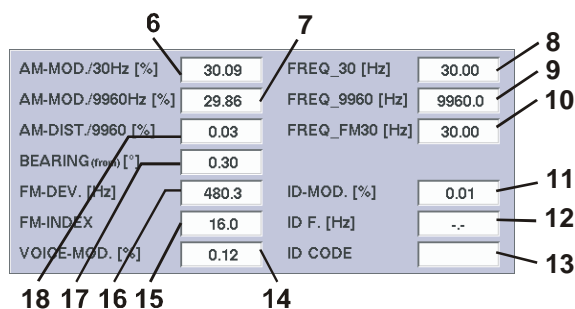 6 7 8
AM-MOD./30Hz [%] 30.09 FREQ_30 [Hz] 30.00 9
AM-MOD./9960Hz [%] 29.86 FREQ_9960 [Hz] 9960.0 10
AM-DIST./9960 [%] 0.03 FREQ_FM30 [Hz] 30.00
BEARING (from) [°] 0.30
FM-DEV. [Hz] 480.3 ID-MOD. [%] 0.01 11
FM-INDEX 16.0 ID F. [Hz] -.- 12
VOICE-MOD. [%] 0.12 ID CODE 13
18 17 16 15 14